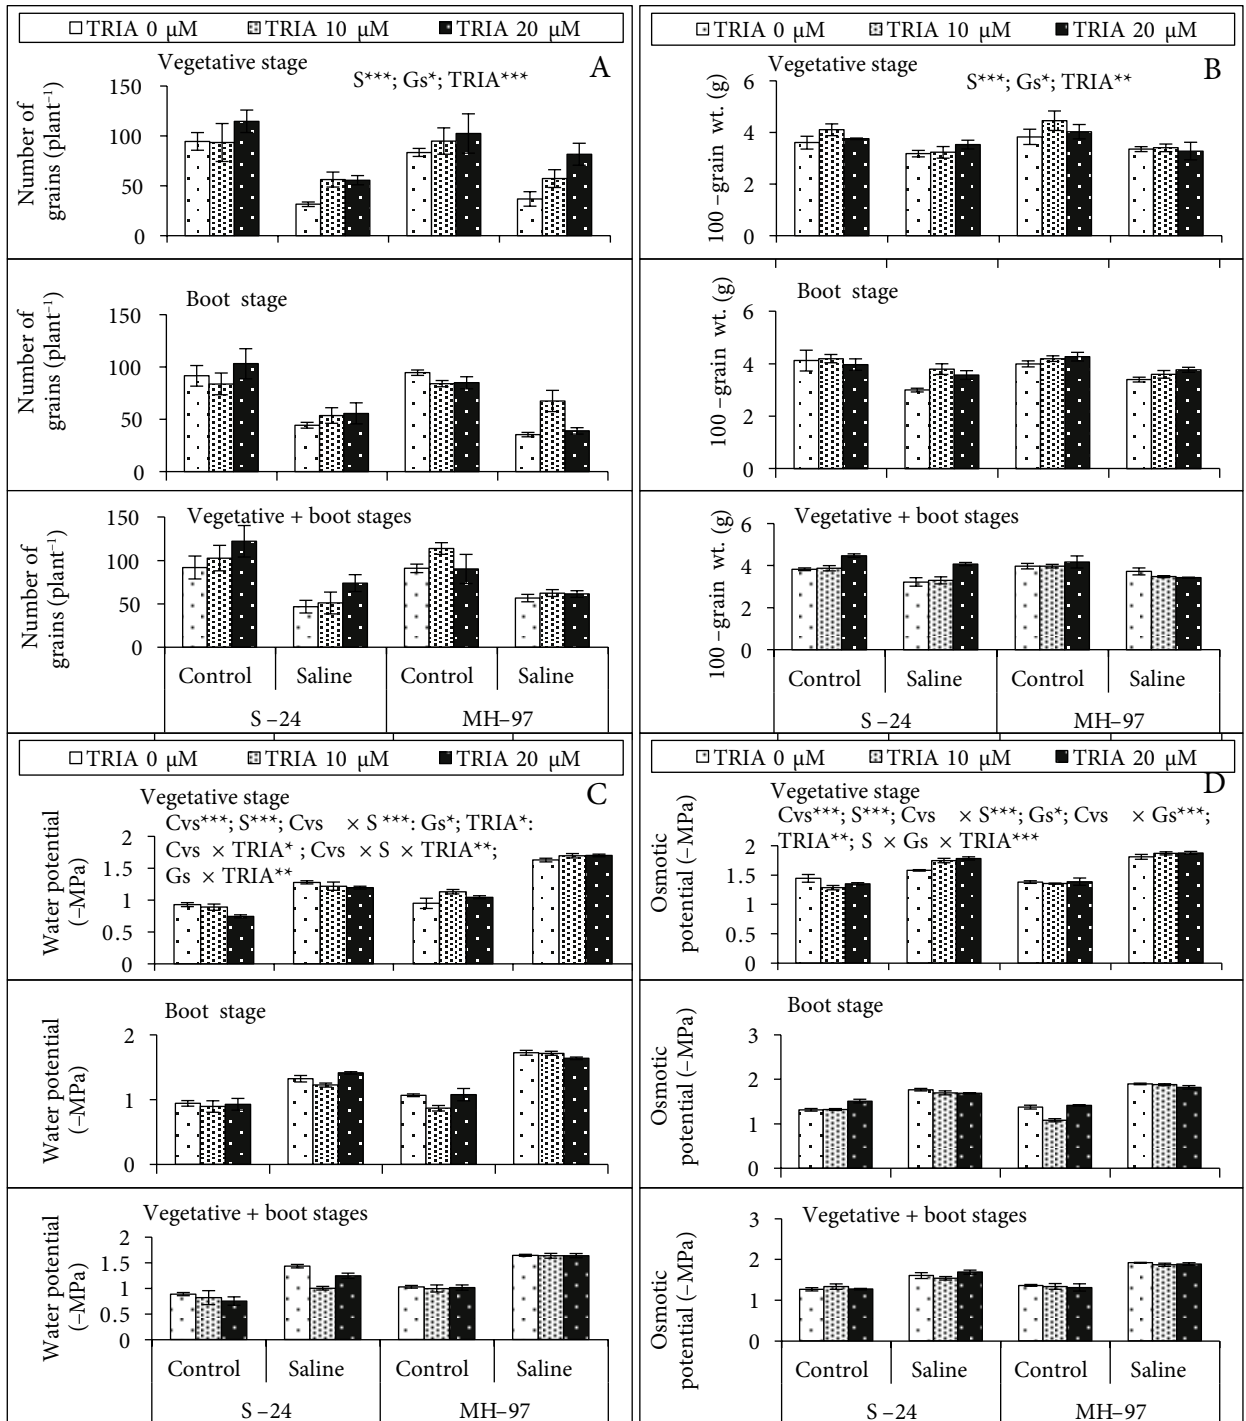 TRIA 0 µM TRIA 10 µM TRIA 20 µM
Vegetative stage
A
S***; Gs*; TRIA***
Number of
grains (plant⁻¹)
150
100
50
0
Boot stage
Number of
grains (plant⁻¹)
150
100
50
0
Vegetative + boot stages
Number of
grains (plant⁻¹)
150
100
50
0
Control Saline Control Saline
S –24 MH–97
TRIA 0 µM TRIA 10 µM TRIA 20 µM
Vegetative stage
B
S***; Gs*; TRIA**
100 –grain wt. (g)
6
4
2
0
Boot stage
100 –grain wt. (g)
6
4
2
0
Vegetative + boot stages
100 –grain wt. (g)
6
4
2
0
Control Saline Control Saline
S –24 MH–97
TRIA 0 µM TRIA 10 µM TRIA 20 µM
Vegetative stage
C
Cvs***; S***; Cvs × S ***: Gs*; TRIA*:
Cvs × TRIA* ; Cvs × S × TRIA**;
Gs × TRIA**
Water potential
(–MPa)
2
1.5
1
0.5
0
Boot stage
Water potential
(–MPa)
2
1
0
Vegetative + boot stages
Water potential
(–MPa)
2
1.5
1
0.5
0
Control Saline Control Saline
S –24 MH–97
TRIA 0 µM TRIA 10 µM TRIA 20 µM
Vegetative stage
D
Cvs***; S***; Cvs × S***; Gs*; Cvs × Gs***;
TRIA**; S × Gs × TRIA***
Osmotic
potential (–MPa)
2
1.5
1
0.5
0
Boot stage
Osmotic
potential (–MPa)
3
2
1
0
Vegetative + boot stages
Osmotic
potential (–MPa)
3
2
1
0
Control Saline Control Saline
S –24 MH–97